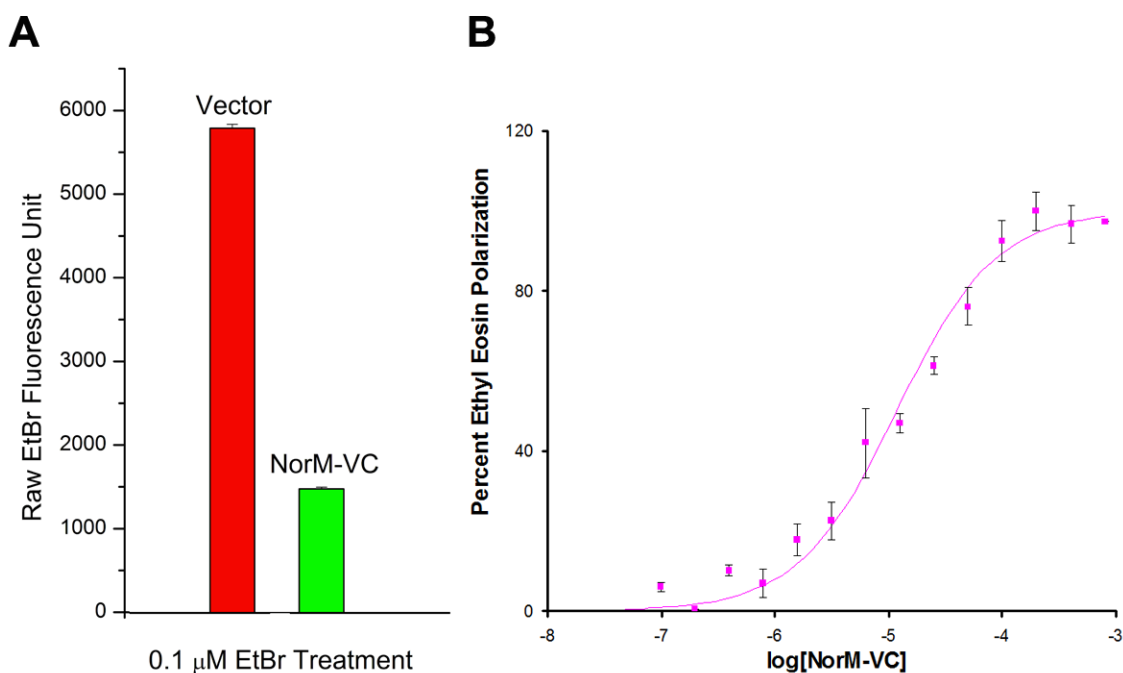 A
Raw EtBr Fluorescence Unit
6000
5000
4000
3000
2000
1000
0
Vector
NorM-VC
0.1 μM EtBr Treatment
B
Percent Ethyl Eosin Polarization
120
80
40
0
-8 -7 -6 -5 -4 -3
log[NorM-VC]